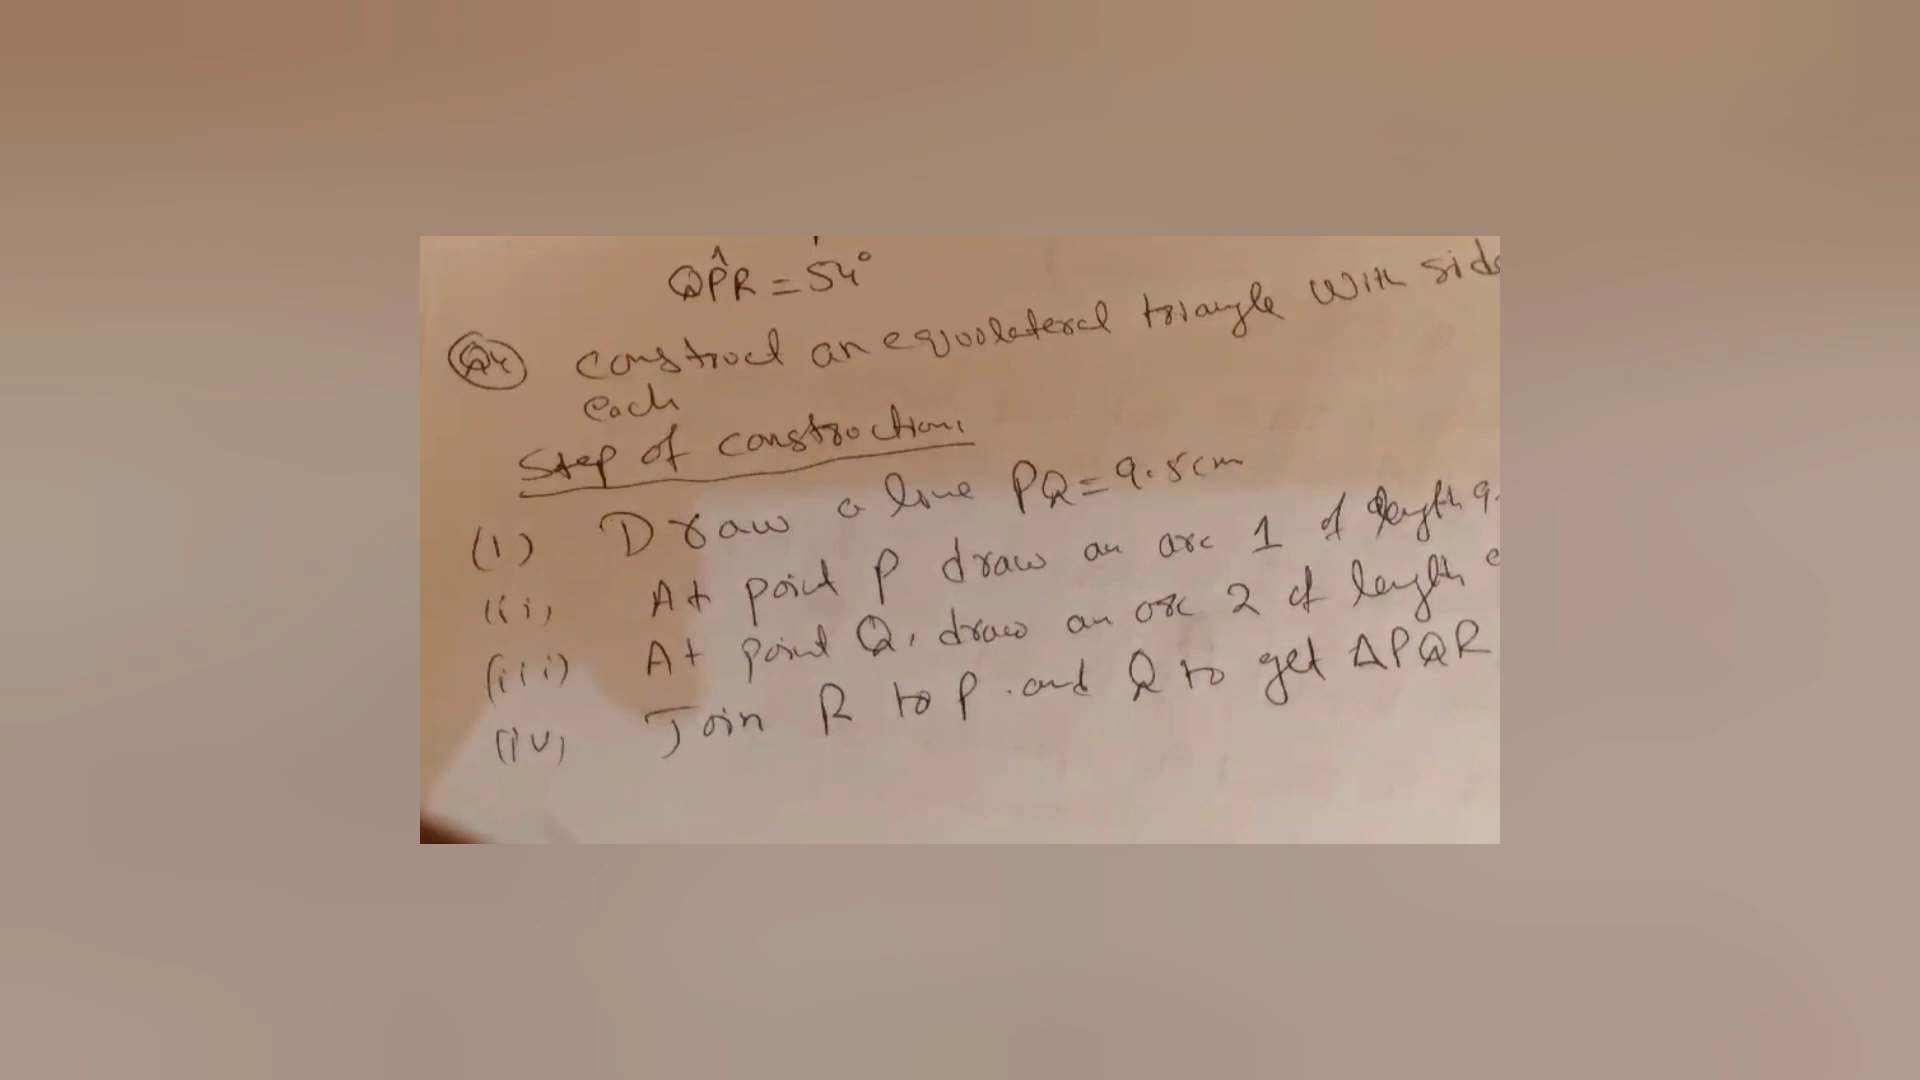 QP̂R = 54°
Q4 construct an equilateral triangle with side
each
Step of construction:
(i) Draw a line PQ = 9.5cm
(ii) At point P draw an arc 1 of length 9.
(iii) At point Q, draw an arc 2 of length
(iv) Join R to P and Q to get ΔPQR